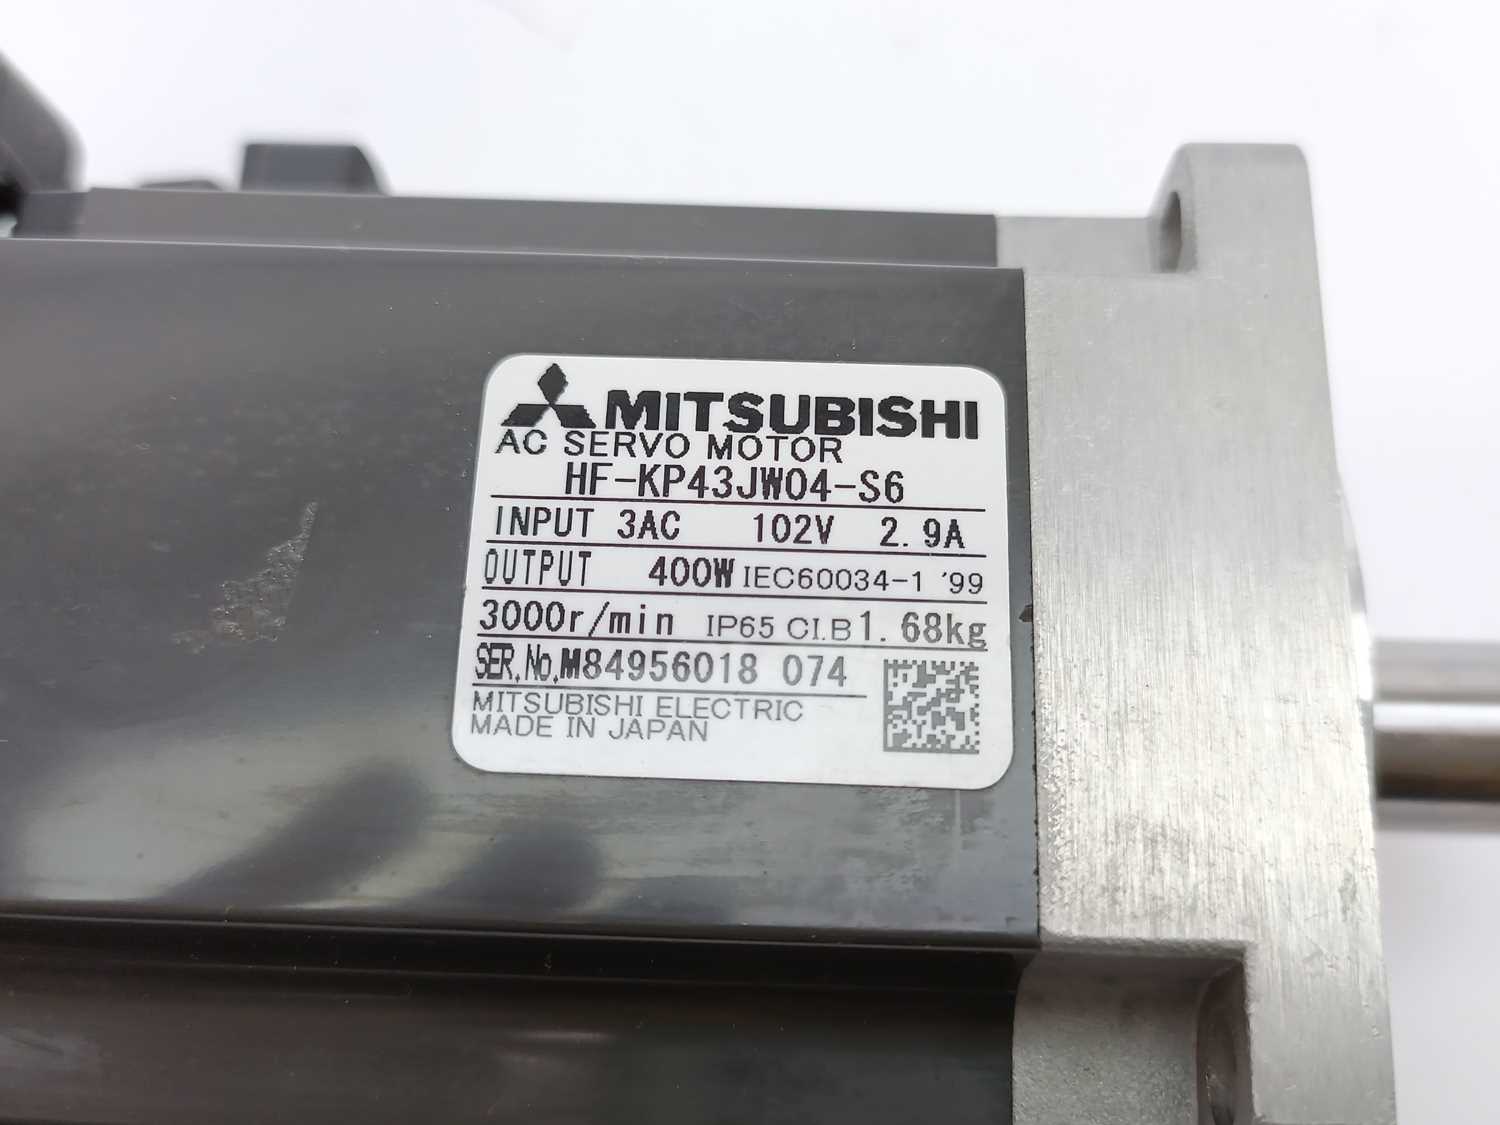 MITSUBISHI
AC SERVO MOTOR
HF-KP43JW04-S6
INPUT 3AC 102V 2.9A
OUTPUT 400W IEC60034-1 '99
3000r/min IP65 CI.B 1.68kg
SER.No.M84956018 074
MITSUBISHI ELECTRIC
MADE IN JAPAN